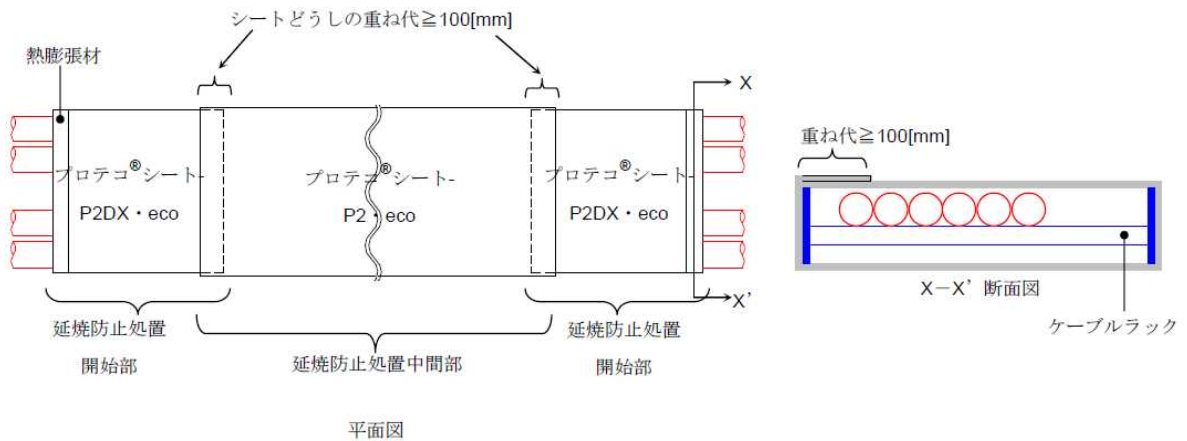 シートどうしの重ね代≧100[mm]
熱膨張材
プロテコ®シート-
P2DX・eco
プロテコ®シート-
P2・eco
プロテコ®シート-
P2DX・eco
X
X'
延焼防止処置
開始部
延焼防止処置中間部
延焼防止処置
開始部
平面図
重ね代≧100[mm]
X-X' 断面図
ケーブルラック